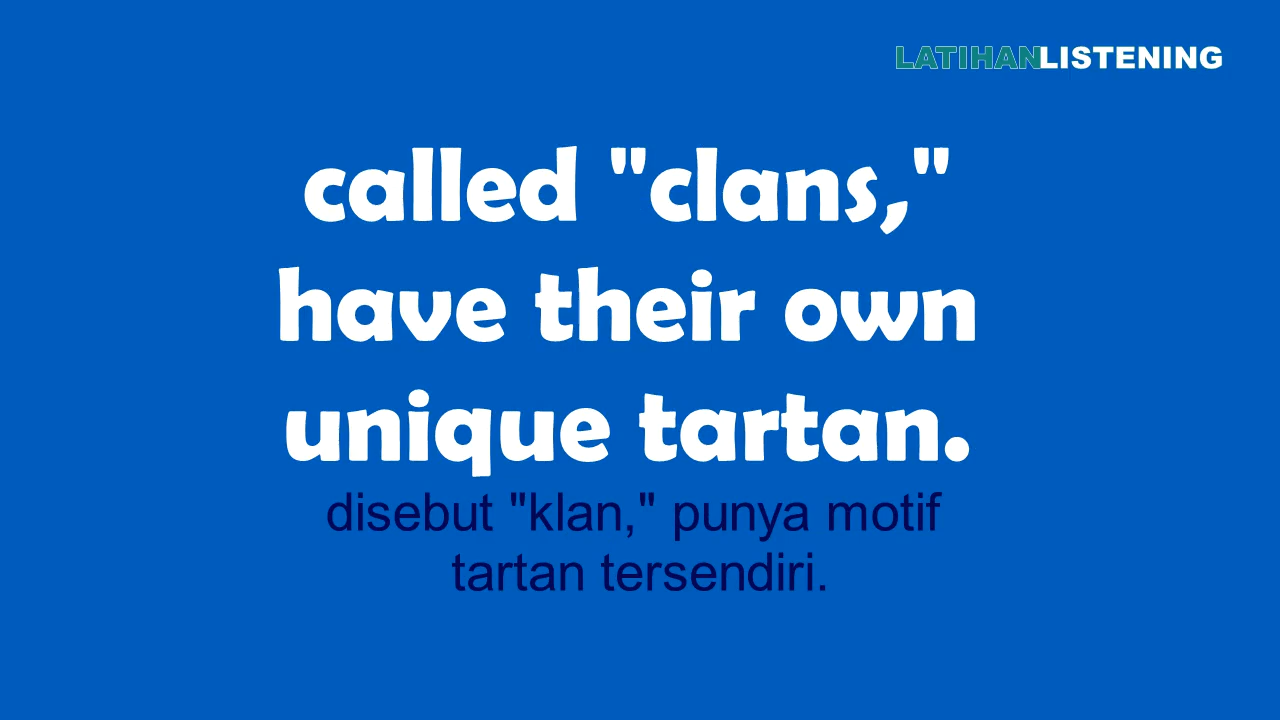 LATIHANLISTENING
called "clans,"
have their own
unique tartan.
disebut "klan," punya motif
tartan tersendiri.